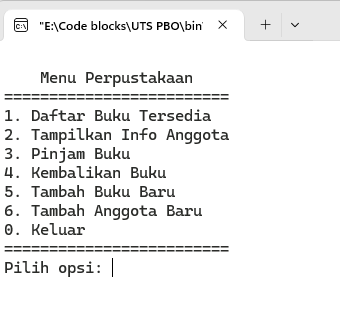 "E:\Code blocks\UTS PBO\bin\
Menu Perpustakaan
=========================
1. Daftar Buku Tersedia
2. Tampilkan Info Anggota
3. Pinjam Buku
4. Kembalikan Buku
5. Tambah Buku Baru
6. Tambah Anggota Baru
0. Keluar
=========================
Pilih opsi: